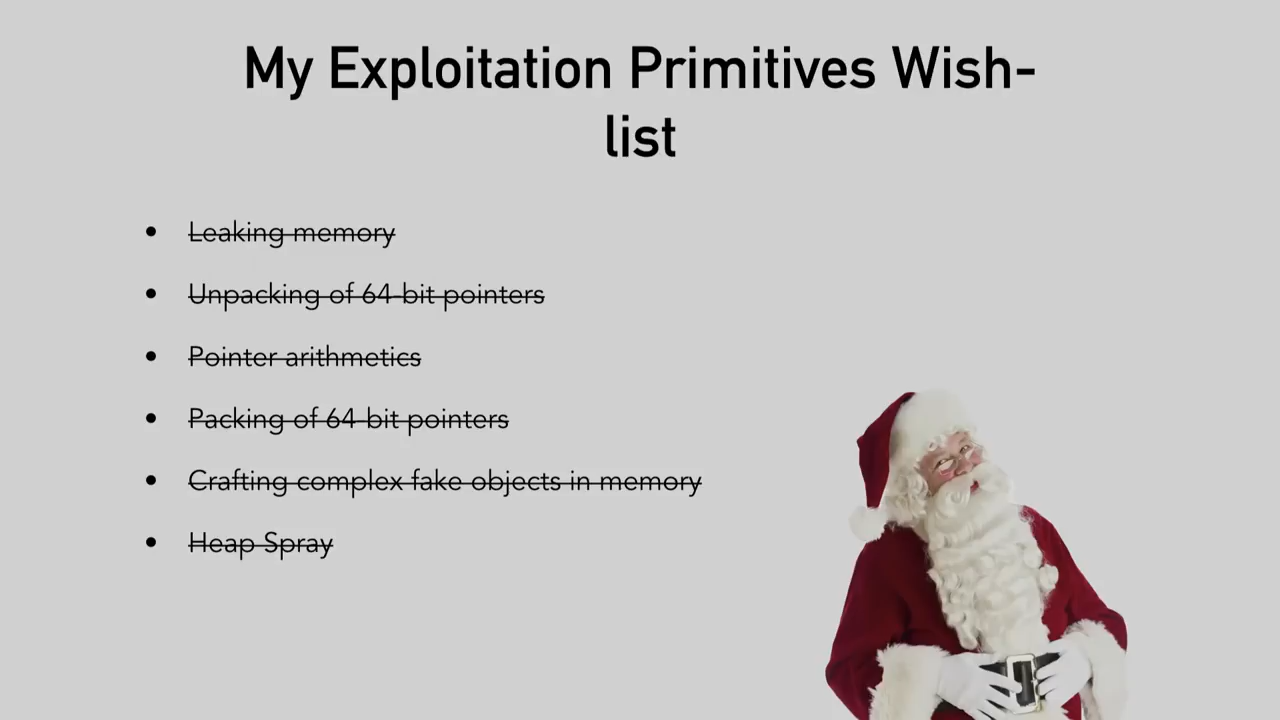 My Exploitation Primitives Wish-
list
• Leaking memory
• Unpacking of 64-bit pointers
• Pointer arithmetics
• Packing of 64-bit pointers
• Crafting complex fake objects in memory
• Heap Spray